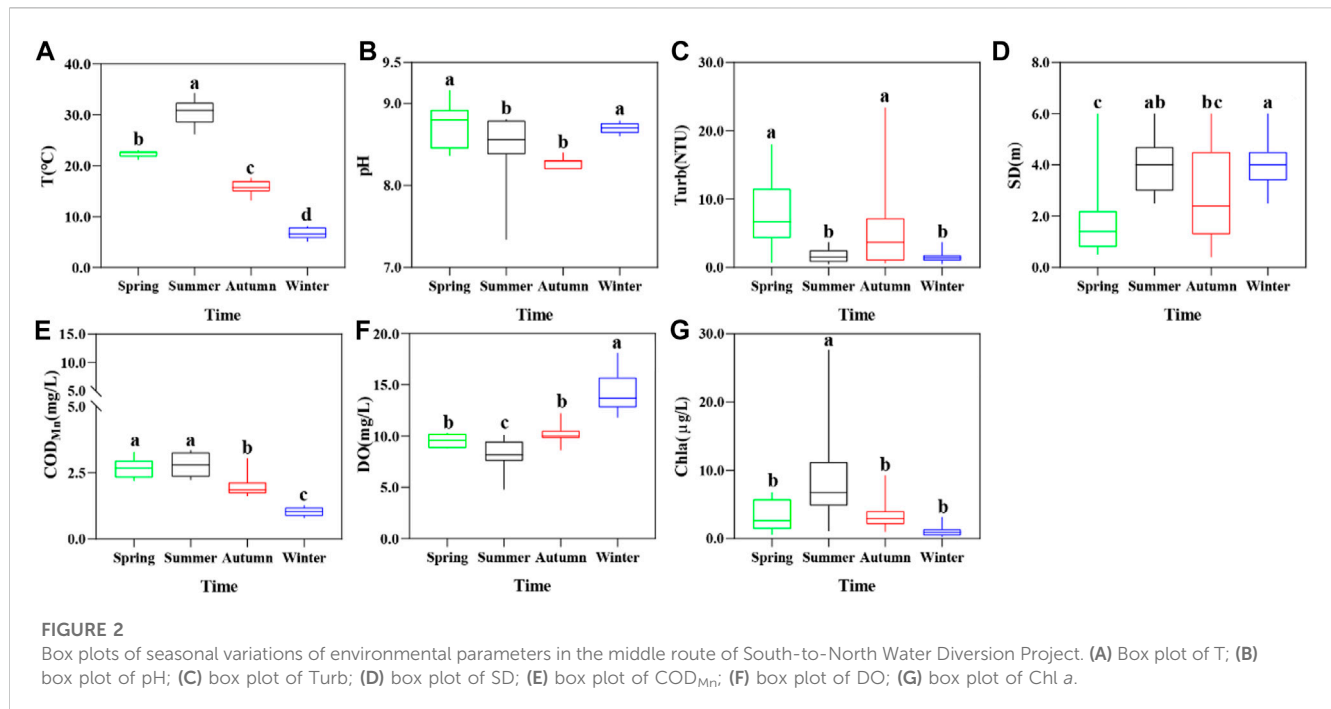 A
T(℃)
40.0
30.0
20.0
10.0
0.0
b
a
c
d
Spring Summer Autumn Winter
Time
B
pH
9.5
9.0
8.0
7.0
a
b
b
a
Spring Summer Autumn Winter
Time
C
Turb(NTU)
30.0
20.0
10.0
0.0
a
b
a
b
Spring Summer Autumn Winter
Time
D
SD(m)
8.0
6.0
4.0
2.0
0.0
c
ab
bc
a
Spring Summer Autumn Winter
Time
E
CODMn(mg/L)
15.0
10.0
5.0
5.0
2.5
0.0
a
a
b
c
Spring Summer Autumn Winter
Time
F
DO(mg/L)
20.0
15.0
10.0
5.0
0.0
b
c
b
a
Spring Summer Autumn Winter
Time
G
Chla(μg/L)
30.0
20.0
10.0
0.0
b
a
b
b
Spring Summer Autumn Winter
Time
FIGURE 2
Box plots of seasonal variations of environmental parameters in the middle route of South-to-North Water Diversion Project. (A) Box plot of T; (B)
box plot of pH; (C) box plot of Turb; (D) box plot of SD; (E) box plot of CODMn; (F) box plot of DO; (G) box plot of Chl a.